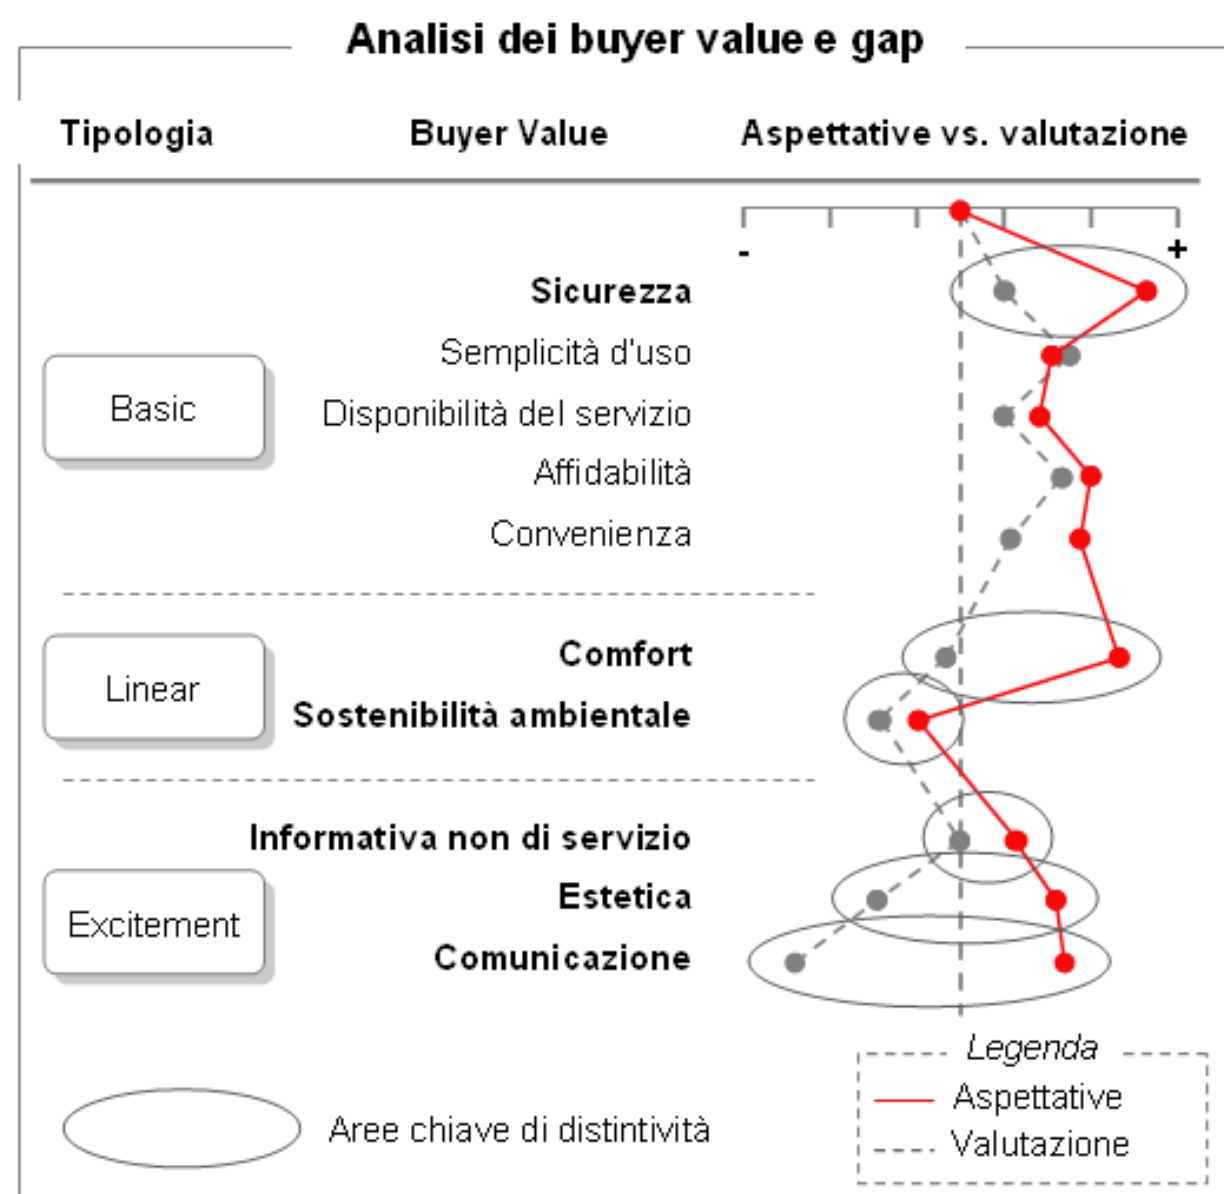 Analisi dei buyer value e gap
Tipologia Buyer Value Aspettative vs. valutazione
- +
Sicurezza
Semplicità d'uso
Basic
Disponibilità del servizio
Affidabilità
Convenienza
Comfort
Linear
Sostenibilità ambientale
Informativa non di servizio
Estetica
Excitement
Comunicazione
Legenda
Aspettative
Valutazione
Aree chiave di distintività